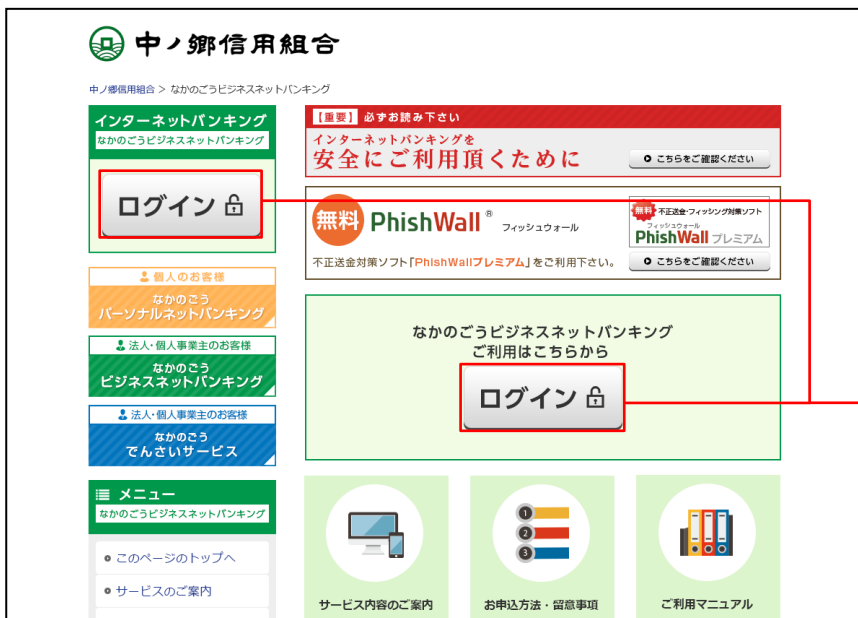 中ノ郷信用組合
中ノ郷信用組合 > なかのごうビジネスネットバンキング
インターネットバンキング
なかのごうビジネスネットバンキング
ログイン
【重要】 必ずお読み下さい
インターネットバンキングを
安全にご利用頂くために
こちらをご確認ください
無料 PhishWall® フィッシュウォール
不正送金対策ソフト「PhishWallプレミアム」をご利用下さい。
無料 不正送金・フィッシング対策ソフト
フィッシュウォール
PhishWall プレミアム
こちらをご確認ください
個人のお客様
なかのごう
パーソナルネットバンキング
法人・個人事業主のお客様
なかのごう
ビジネスネットバンキング
法人・個人事業主のお客様
なかのごう
でんさいサービス
なかのごうビジネスネットバンキング
ご利用はこちらから
ログイン
メニュー
なかのごうビジネスネットバンキング
このページのトップへ
サービスのご案内
サービス内容のご案内
1
2
3
お申込方法・留意事項
ご利用マニュアル